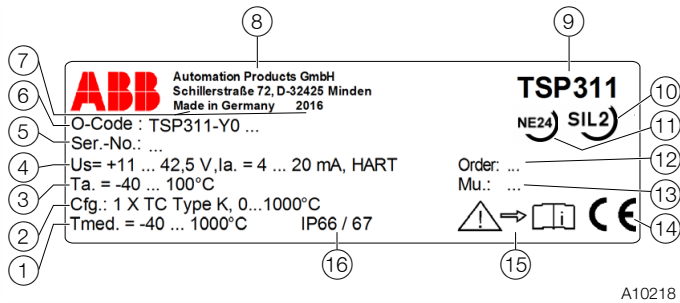 8
9
7
6
5
4
3
2
1
ABB
Automation Products GmbH
Schillerstraße 72, D-32425 Minden
Made in Germany 2016
O-Code : TSP311-Y0 ...
Ser.-No.: ...
Us= +11 ... 42,5 V,Ia. = 4 ... 20 mA, HART
Ta. = -40 ... 100°C
Cfg.: 1 X TC Type K, 0...1000°C
Tmed. = -40 ... 1000°C IP66 / 67
TSP311
NE24 SIL2
Order: ...
Mu.: ...
i CE
10
11
12
13
14
16
15
A10218